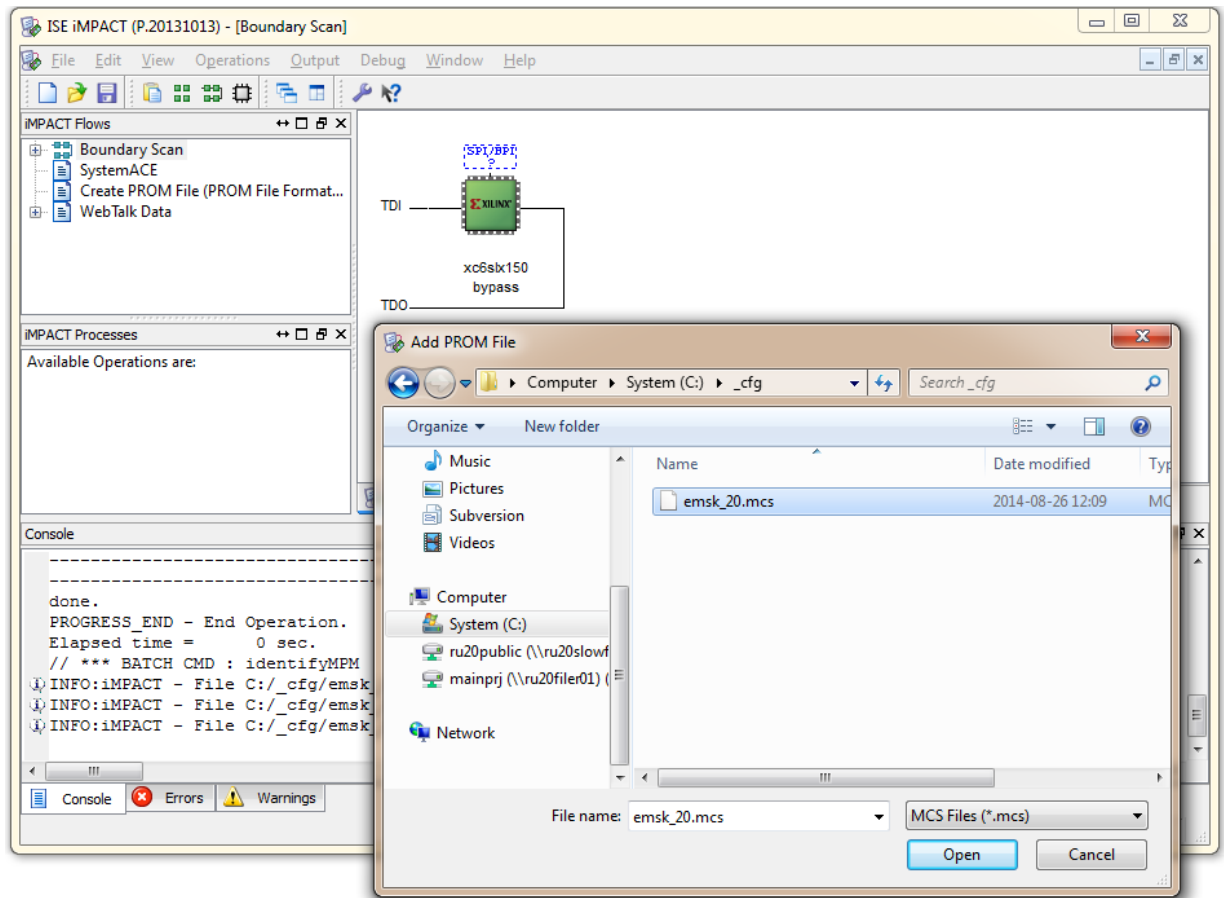 ISE iMPACT (P.20131013) - [Boundary Scan]
File Edit View Operations Output Debug Window Help
iMPACT Flows
Boundary Scan
SystemACE
Create PROM File (PROM File Format...
WebTalk Data
SPI/BPI
?
TDI
XILINX
xc6slx150
bypass
TDO
iMPACT Processes
Available Operations are:
Add PROM File
Computer System (C:) _cfg
Search _cfg
Organize New folder
Music
Pictures
Subversion
Videos
Computer
System (C:)
ru20public (\\ru20slowf
mainprj (\\ru20filer01) (
Network
Name Date modified Typ
emsk_20.mcs 2014-08-26 12:09 MC
File name: emsk_20.mcs
MCS Files (*.mcs)
Open Cancel
Console
----------------------------------
----------------------------------
done.
PROGRESS_END - End Operation.
Elapsed time = 0 sec.
// *** BATCH CMD : identifyMPM
INFO:iMPACT - File C:/_cfg/emsk_
INFO:iMPACT - File C:/_cfg/emsk_
INFO:iMPACT - File C:/_cfg/emsk_
Console Errors Warnings